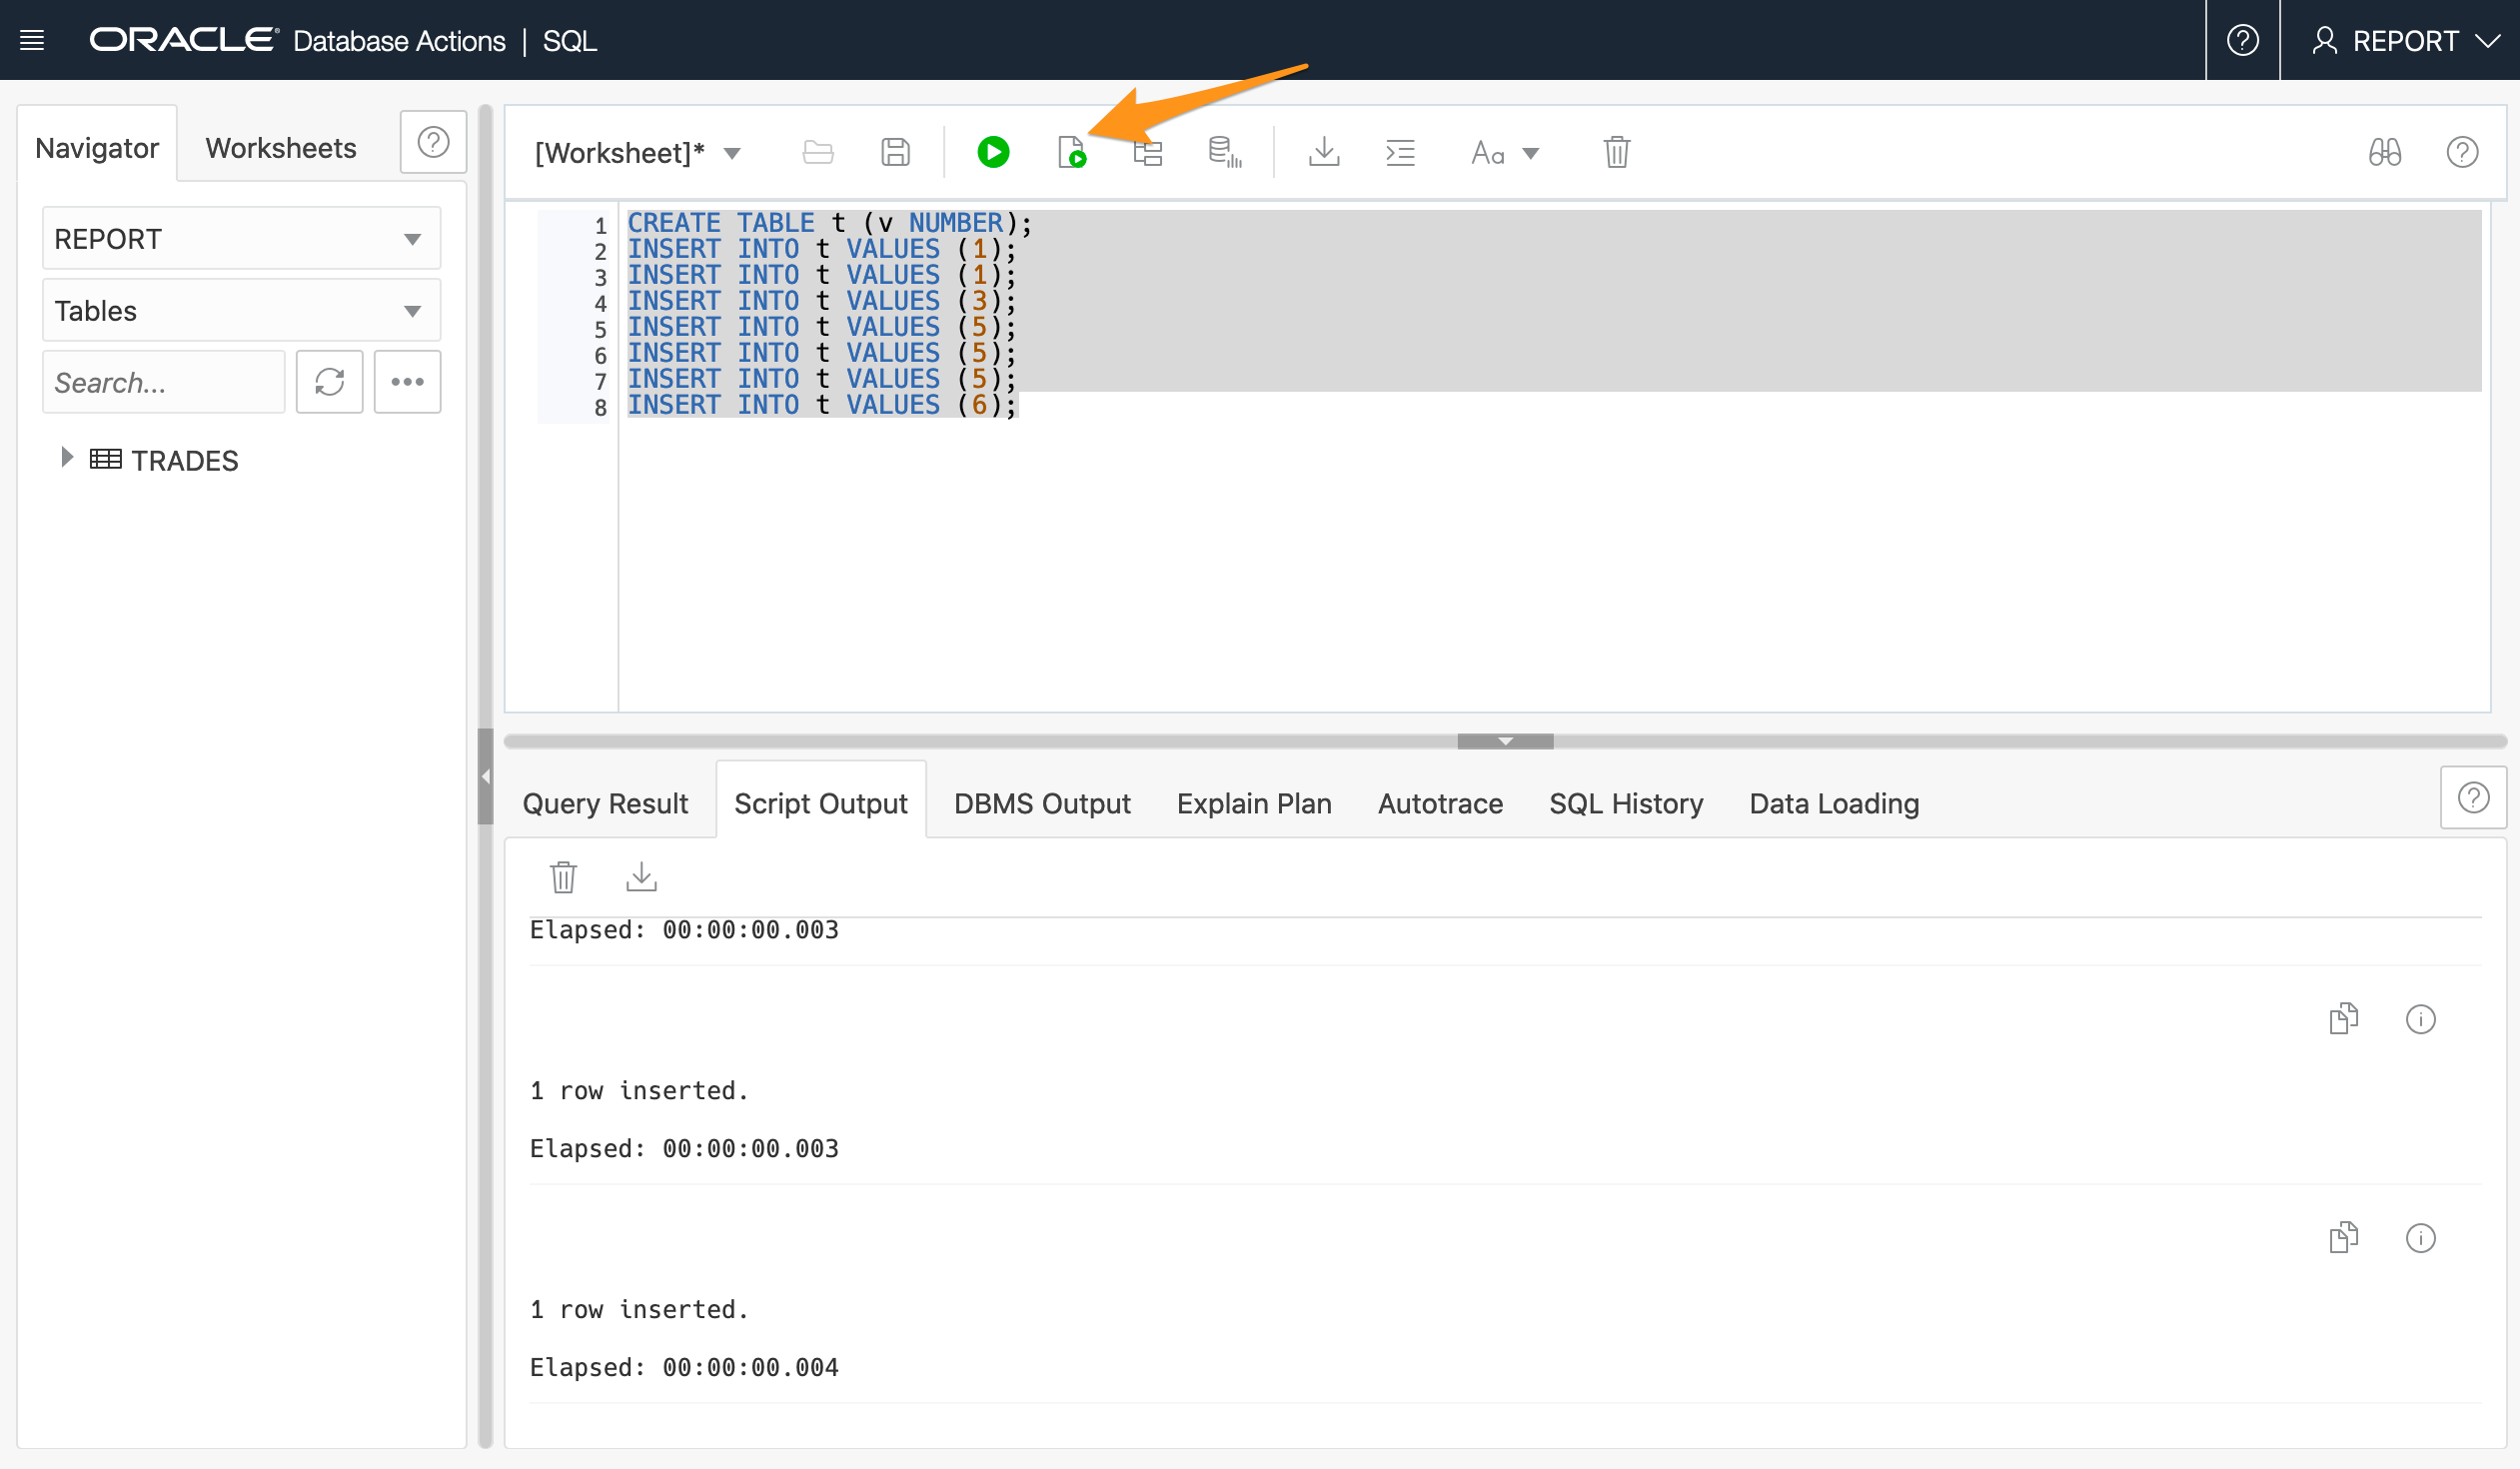 ORACLE® Database Actions | SQL
REPORT
Navigator
Worksheets
REPORT
Tables
Search...
TRADES
[Worksheet]*
Aa
1 CREATE TABLE t (v NUMBER);
2 INSERT INTO t VALUES (1);
3 INSERT INTO t VALUES (1);
4 INSERT INTO t VALUES (3);
5 INSERT INTO t VALUES (5);
6 INSERT INTO t VALUES (5);
7 INSERT INTO t VALUES (5);
8 INSERT INTO t VALUES (6);
Query Result
Script Output
DBMS Output
Explain Plan
Autotrace
SQL History
Data Loading
Elapsed: 00:00:00.003
1 row inserted.
Elapsed: 00:00:00.003
1 row inserted.
Elapsed: 00:00:00.004